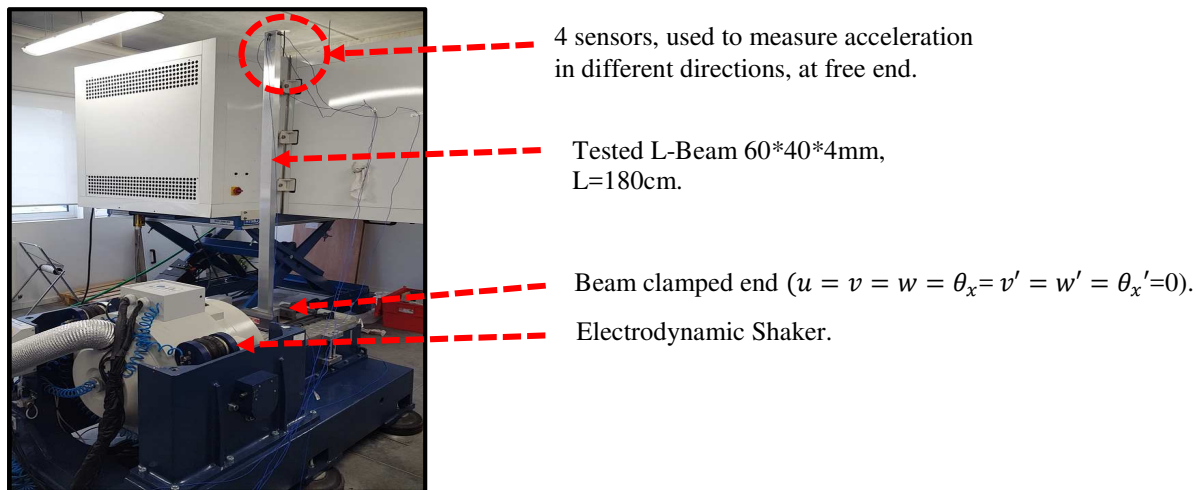 4 sensors, used to measure acceleration
in different directions, at free end.
Tested L-Beam 60*40*4mm,
L=180cm.
Beam clamped end (𝑢 = 𝑣 = 𝑤 = 𝜃𝑥= 𝑣′ = 𝑤′ = 𝜃𝑥′=0).
Electrodynamic Shaker.